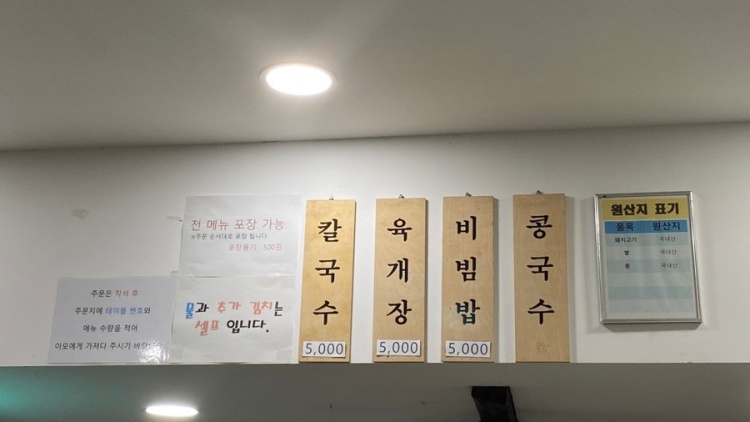 전 메뉴 포장 가능
※주문 순서대로 포장 됩니다
포장용기 500원
주문은 착석 후
주문지에 테이블 번호와
메뉴 수량을 적어
이모에게 가져다 주시기 바
물과 추가 김치는
셀프 입니다.
칼국수
5,000
육개장
5,000
비빔밥
5,000
콩국수
원산지 표기
품목 원산지
돼지고기 국내산
쌀 국내산
콩 국내산